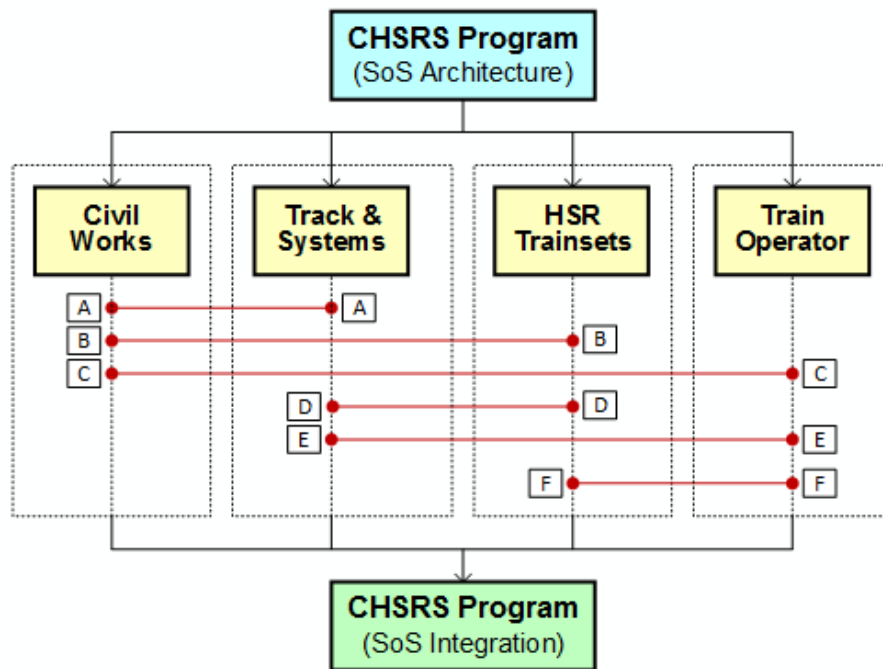 CHSRS Program
(SoS Architecture)
Civil
Works
Track &
Systems
HSR
Trainsets
Train
Operator
A A
B B
C C
D D
E E
F F
CHSRS Program
(SoS Integration)